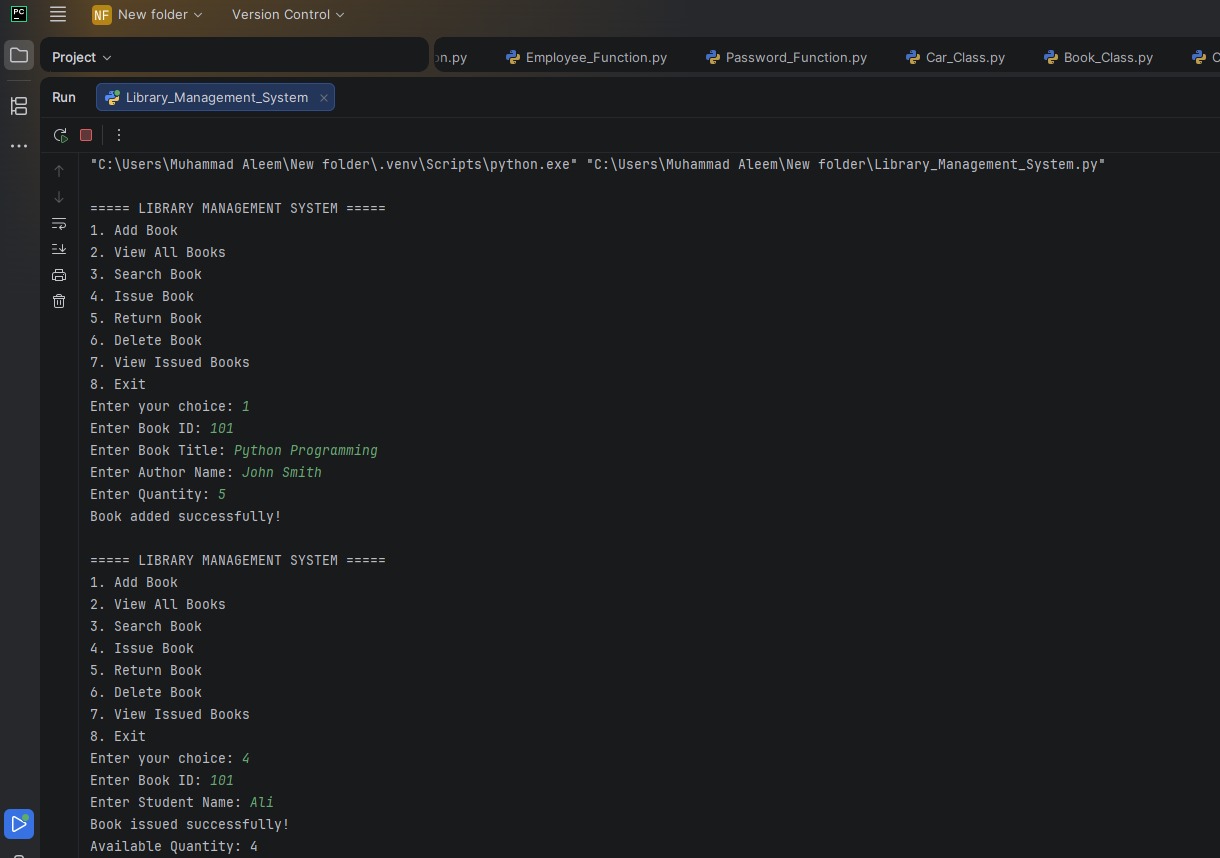 PC
NF New folder Version Control
Project
on.py Employee_Function.py Password_Function.py Car_Class.py Book_Class.py
Run Library_Management_System
"C:\Users\Muhammad Aleem\New folder\.venv\Scripts\python.exe" "C:\Users\Muhammad Aleem\New folder\Library_Management_System.py"
===== LIBRARY MANAGEMENT SYSTEM =====
1. Add Book
2. View All Books
3. Search Book
4. Issue Book
5. Return Book
6. Delete Book
7. View Issued Books
8. Exit
Enter your choice: 1
Enter Book ID: 101
Enter Book Title: Python Programming
Enter Author Name: John Smith
Enter Quantity: 5
Book added successfully!
===== LIBRARY MANAGEMENT SYSTEM =====
1. Add Book
2. View All Books
3. Search Book
4. Issue Book
5. Return Book
6. Delete Book
7. View Issued Books
8. Exit
Enter your choice: 4
Enter Book ID: 101
Enter Student Name: Ali
Book issued successfully!
Available Quantity: 4